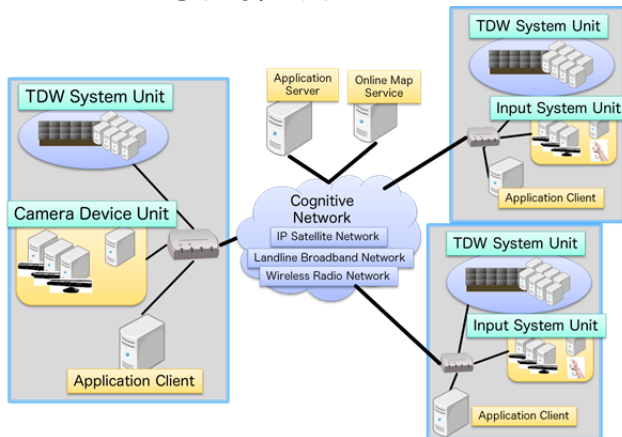 TDW System Unit
Camera Device Unit
Application Client
Application
Server
Online Map
Service
Cognitive
Network
IP Satellite Network
Landline Broadband Network
Wireless Radio Network
TDW System Unit
Input System Unit
Application Client
TDW System Unit
Input System Unit
Application Client